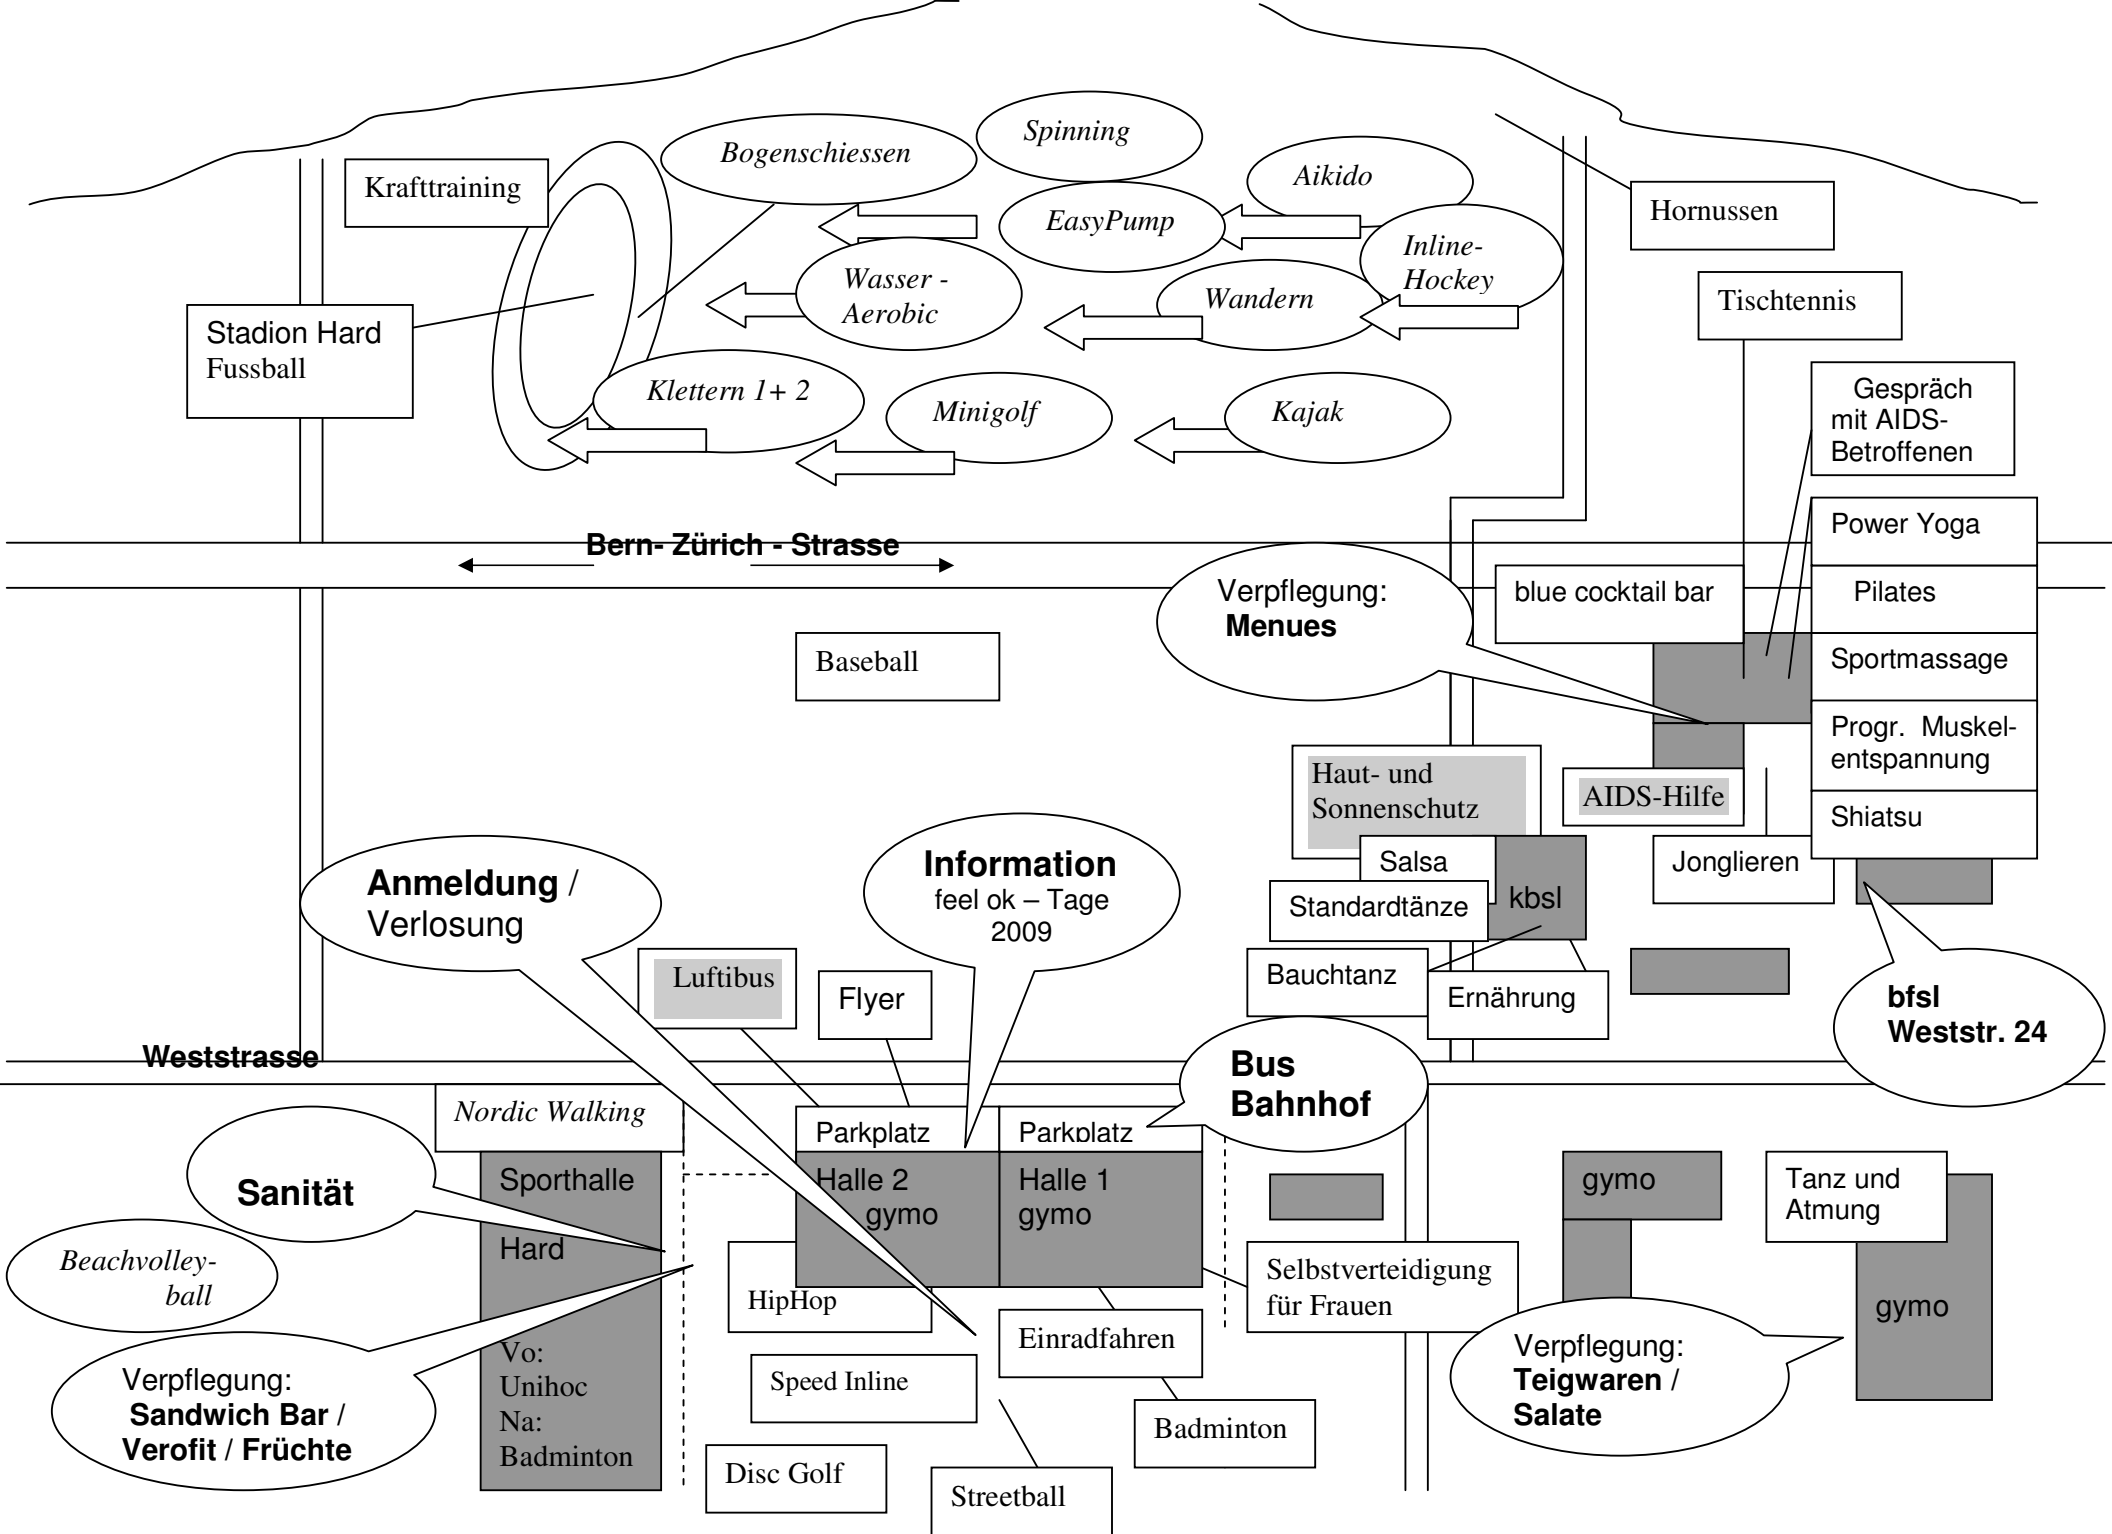 Spinning
Bogenschiessen
Aikido
Krafttraining
Hornussen
EasyPump
Inline-
Hockey
Wasser -
Aerobic
Wandern
Tischtennis
Stadion Hard
Fussball
Klettern 1+ 2
Minigolf
Kajak
Gespräch
mit AIDS-
Betroffenen
Power Yoga
Bern- Zürich - Strasse
Verpflegung:
Menues
blue cocktail bar
Pilates
Baseball
Sportmassage
Progr. Muskel-
entspannung
Haut- und
Sonnenschutz
AIDS-Hilfe
Shiatsu
Anmeldung /
Verlosung
Information
feel ok – Tage
2009
Salsa
Jonglieren
Standardtänze
kbsl
Luftibus
Flyer
Bauchtanz
Ernährung
bfsl
Weststr. 24
Weststrasse
Bus
Bahnhof
Nordic Walking
Parkplatz
Parkplatz
Sanität
Sporthalle
Hard
Halle 2
gymo
Halle 1
gymo
gymo
Tanz und
Atmung
Beachvolley-
ball
HipHop
Selbstverteidigung
für Frauen
gymo
Einradfahren
Vo:
Unihoc
Na:
Badminton
Verpflegung:
Sandwich Bar /
Verofit / Früchte
Speed Inline
Verpflegung:
Teigwaren /
Salate
Badminton
Disc Golf
Streetball